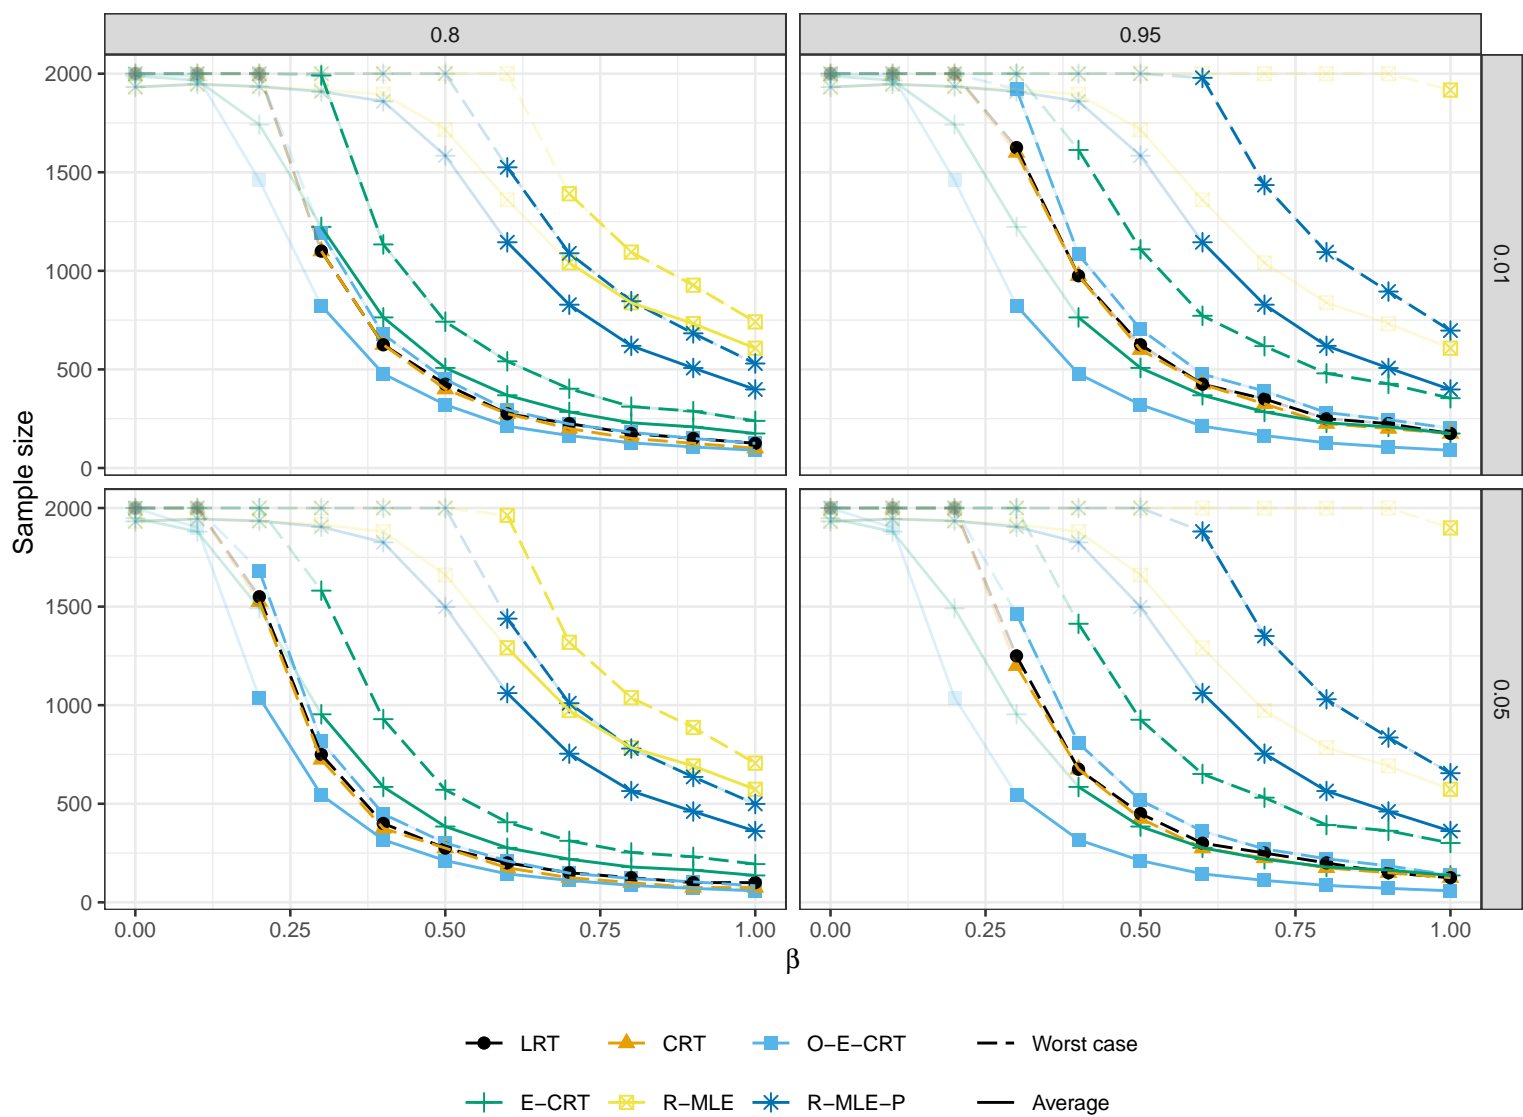 0.8 0.95
2000
1500
1000
500
0
0.01
Sample size
2000
1500
1000
500
0
0.05
0.00 0.25 0.50 0.75 1.00 0.00 0.25 0.50 0.75 1.00
β
LRT CRT O−E−CRT Worst case
E−CRT R−MLE R−MLE−P Average